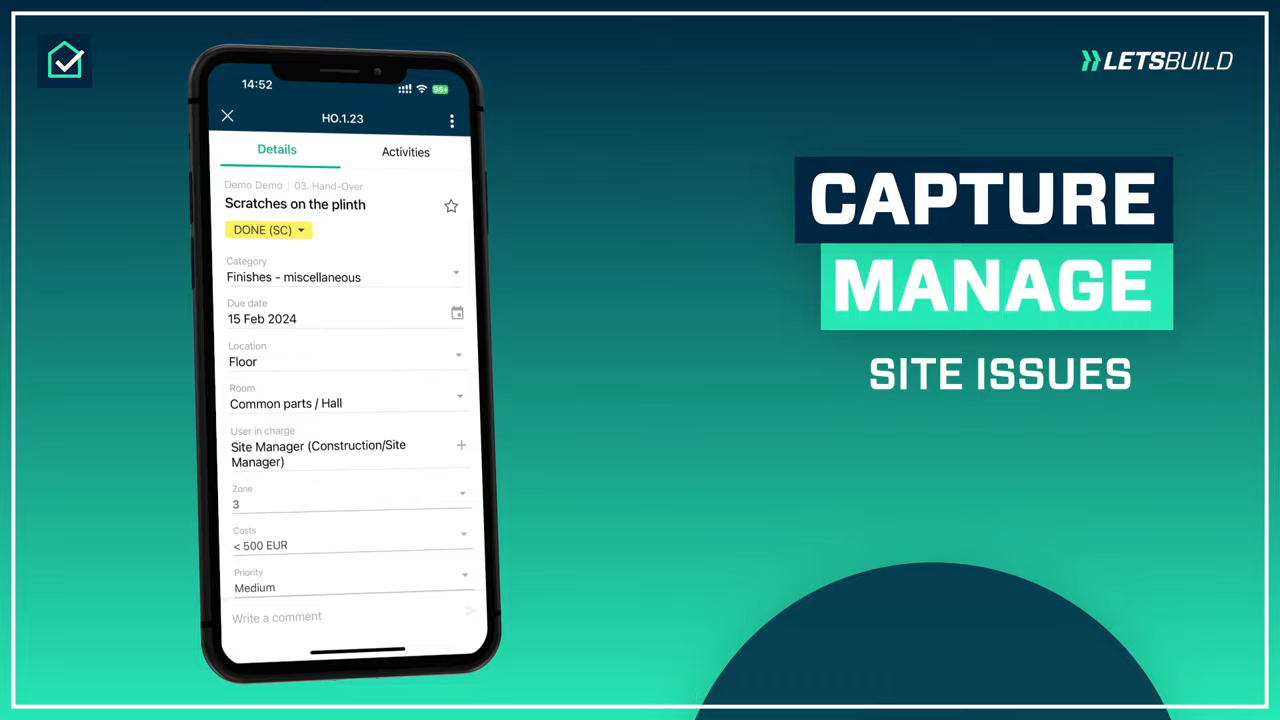 LETSBUILD
14:52
96+
HO.1.23
Details
Activities
Demo Demo | 03. Hand-Over
Scratches on the plinth
DONE (SC)
Category
Finishes - miscellaneous
Due date
15 Feb 2024
Location
Floor
Room
Common parts / Hall
User in charge
Site Manager (Construction/Site
Manager)
Zone
3
Costs
< 500 EUR
Priority
Medium
Write a comment
CAPTURE
MANAGE
SITE ISSUES